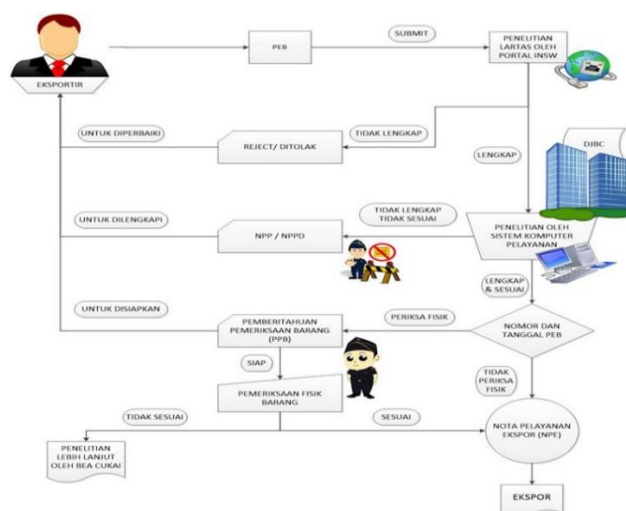 PEB
SUBMIT
PENELITIAN
LARTAS OLEH
PORTAL INSW
EKSPORTIR
UNTUK DIPERBAIKI
REJECT/ DITOLAK
TIDAK LENGKAP
LENGKAP
DJBC
UNTUK DILENGKAPI
NPP / NPPD
TIDAK LENGKAP
TIDAK SESUAI
PENELITIAN OLEH
SISTEM KOMPUTER
PELAYANAN
LENGKAP
& SESUAI
UNTUK DISIAPKAN
PEMBERITAHUAN
PEMERIKSAAN BARANG
(PPB)
PERIKSA FISIK
NOMOR DAN
TANGGAL PEB
SIAP
TIDAK
PERIKSA
FISIK
PEMERIKSAAN FISIK
BARANG
TIDAK SESUAI
SESUAI
NOTA PELAYANAN
EKSPOR (NPE)
PENELITIAN
LEBIH LANJUT
OLEH BEA CUKAI
EKSPOR